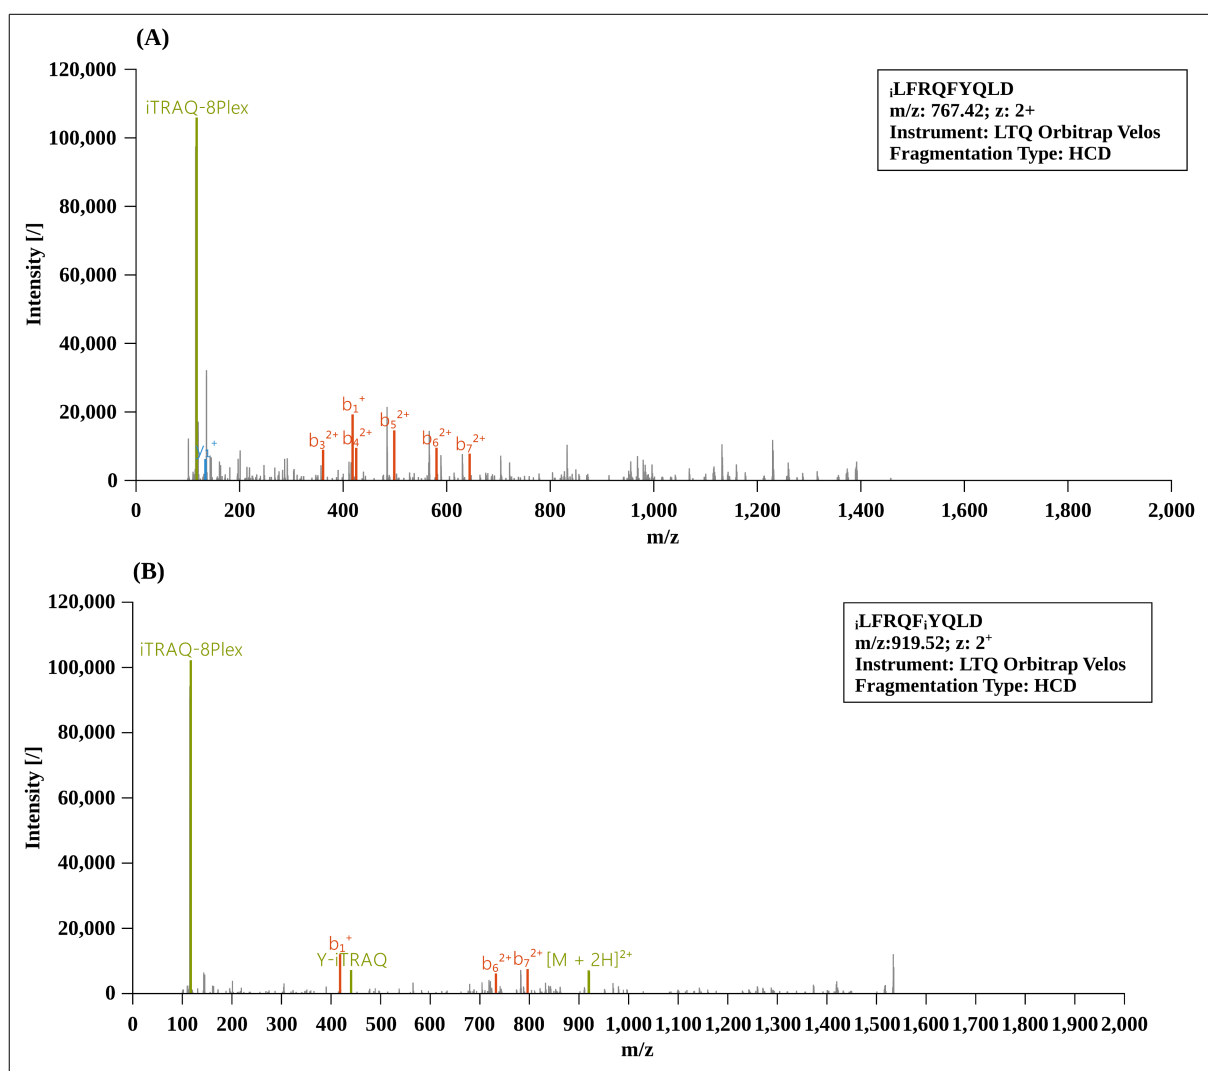 (A)
120,000
100,000
80,000
60,000
40,000
20,000
0
Intensity [/]
iTRAQ-8Plex
b₃²⁺
b₁⁺
b₄²⁺
b₅²⁺
b₆²⁺
b₇²⁺
ᵢLFRQFYQLD
m/z: 767.42; z: 2+
Instrument: LTQ Orbitrap Velos
Fragmentation Type: HCD
0 200 400 600 800 1,000 1,200 1,400 1,600 1,800 2,000
m/z
(B)
120,000
100,000
80,000
60,000
40,000
20,000
0
Intensity [/]
iTRAQ-8Plex
b₁⁺
Y-iTRAQ
b₆²⁺ b₇²⁺ [M + 2H]²⁺
ᵢLFRQFᵢYQLD
m/z:919.52; z: 2⁺
Instrument: LTQ Orbitrap Velos
Fragmentation Type: HCD
0 100 200 300 400 500 600 700 800 900 1,000 1,100 1,200 1,300 1,400 1,500 1,600 1,700 1,800 1,900 2,000
m/z